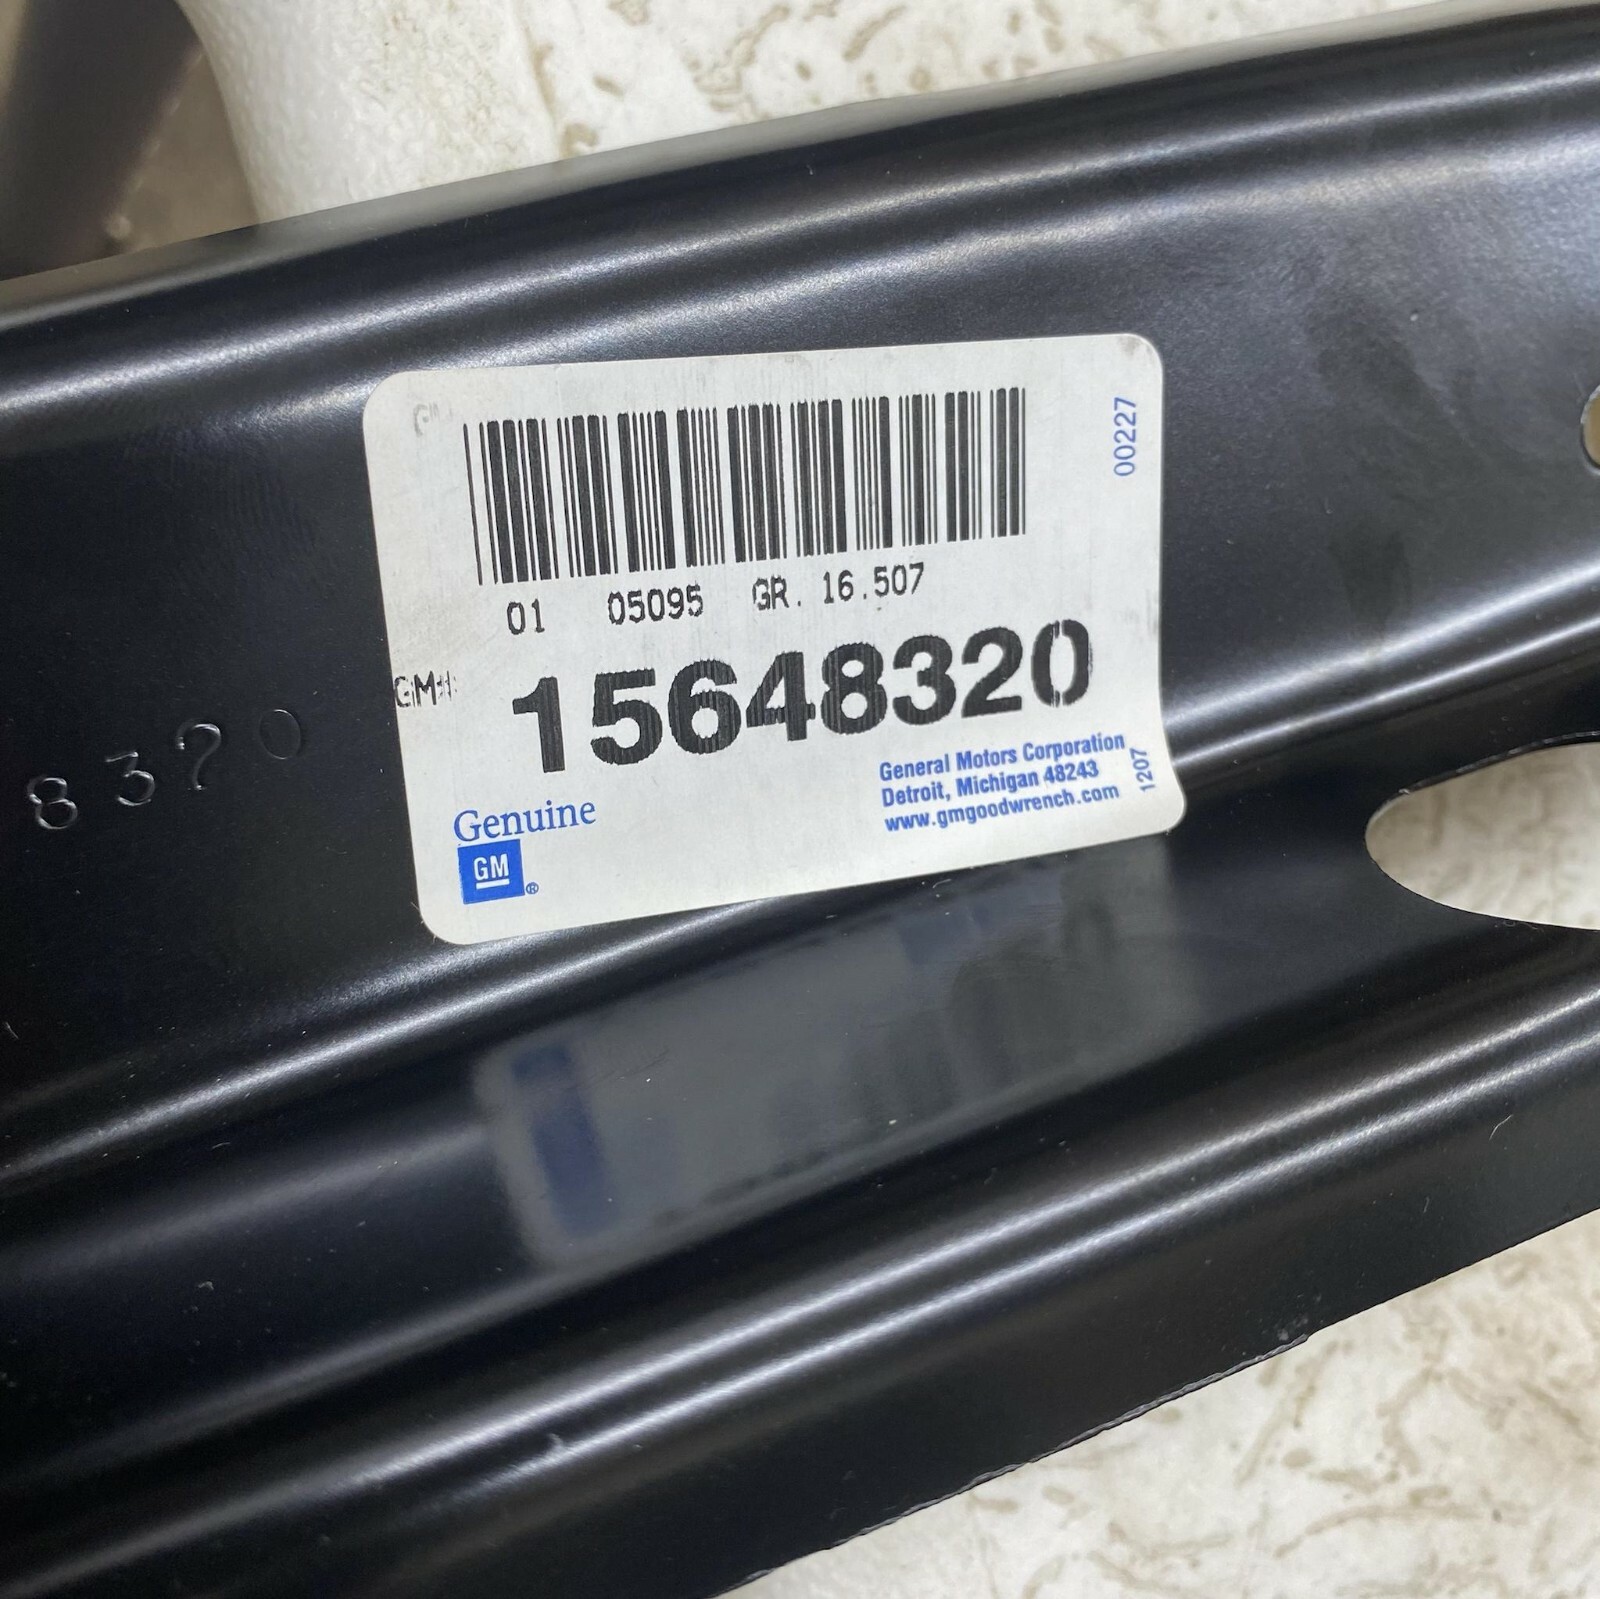 00227
01 05095 GR. 16.507
GM
15648320
8320
General Motors Corporation
Detroit, Michigan 48243
www.gmgoodwrench.com
1207
Genuine
GM®